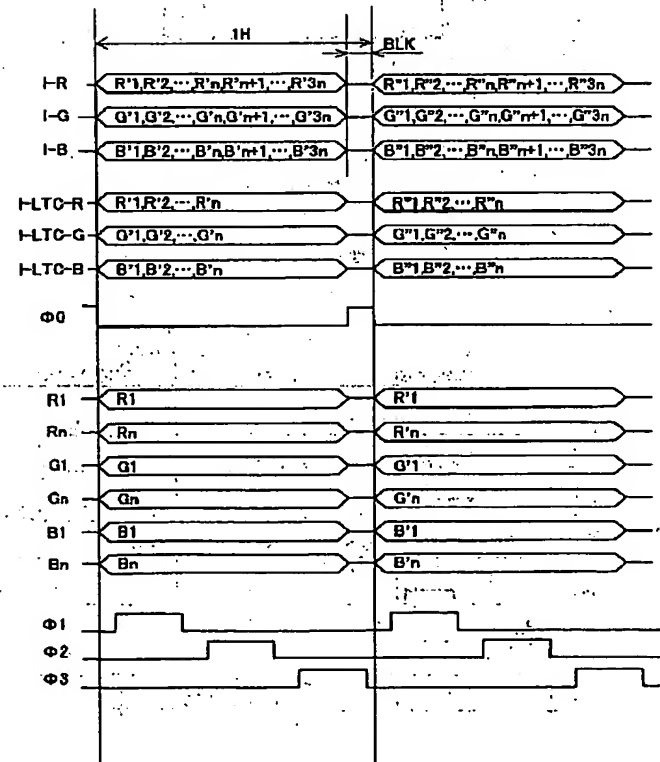 1H
BLK
I-R R'1,R'2,···,R'n,R'n+1,···,R'3n R"1,R"2,···,R"n,R"n+1,···,R"3n
I-G G'1,G'2,···,G'n,G'n+1,···,G'3n G"1,G"2,···,G"n,G"n+1,···,G"3n
I-B B'1,B'2,···,B'n,B'n+1,···,B'3n B"1,B"2,···,B"n,B"n+1,···,B"3n
I-LTC-R R'1,R'2,···,R'n R"1,R"2,···R"n
I-LTC-G G'1,G'2,···,G'n G"1,G"2,···,G"n
I-LTC-B B'1,B'2,···,B'n B"1,B"2,···,B"n
Φ0
R1 R1 R'1
Rn Rn R'n
G1 G1 G'1
Gn Gn G'n
B1 B1 B'1
Bn Bn B'n
Φ1
Φ2
Φ3